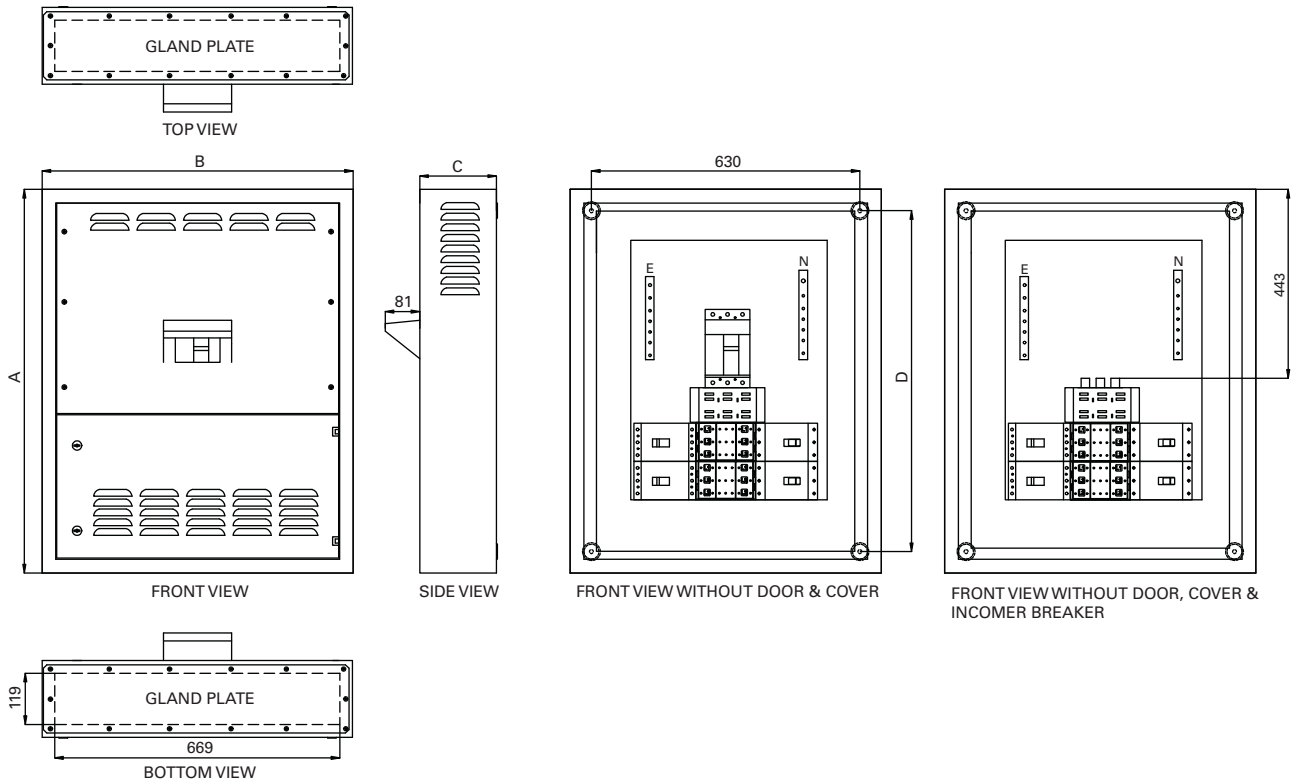 GLAND PLATE
TOP VIEW
B
C
630
A
81
E
N
D
E
N
443
FRONT VIEW
SIDE VIEW
FRONT VIEW WITHOUT DOOR & COVER
FRONT VIEW WITHOUT DOOR, COVER &
INCOMER BREAKER
GLAND PLATE
119
669
BOTTOM VIEW